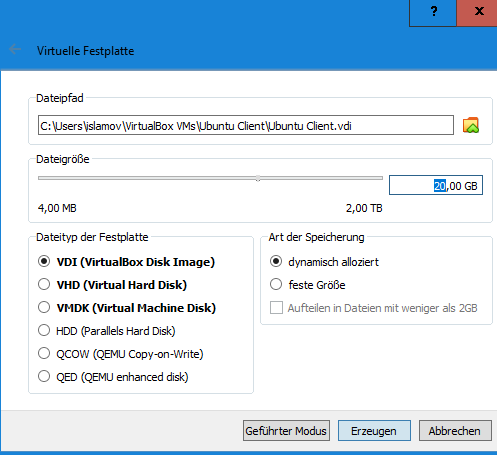 ?
X
Virtuelle Festplatte
Dateipfad
C:\Users\islamov\VirtualBox VMs\Ubuntu Client\Ubuntu Client.vdi
Dateigröße
20,00 GB
4,00 MB 2,00 TB
Dateityp der Festplatte
VDI (VirtualBox Disk Image)
VHD (Virtual Hard Disk)
VMDK (Virtual Machine Disk)
HDD (Parallels Hard Disk)
QCOW (QEMU Copy-on-Write)
QED (QEMU enhanced disk)
Art der Speicherung
dynamisch alloziert
feste Größe
Aufteilen in Dateien mit weniger als 2GB
Geführter Modus
Erzeugen
Abbrechen